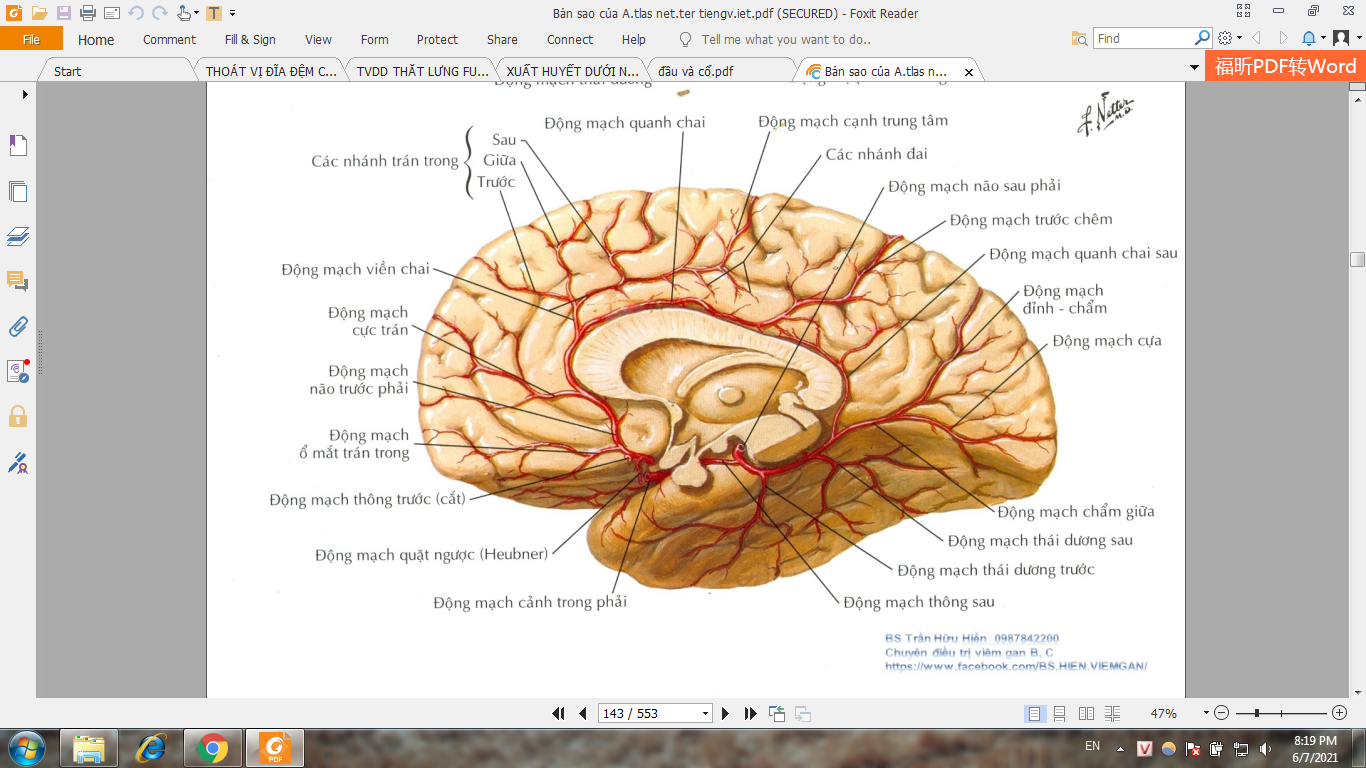 Bản sao của A.tlas net.ter tiengv.iet.pdf (SECURED) - Foxit Reader
File Home Comment Fill & Sign View Form Protect Share Connect Help Tell me what you want to do.. Find
Start THOÁT VỊ ĐĨA ĐỆM C... TVDD THẮT LƯNG FU... XUẤT HUYẾT DƯỚI N... đầu và cổ.pdf Bản sao của A.tlas n... 福昕PDF转Word
F. Netter M.D.
Động mạch quanh chai
Động mạch cạnh trung tâm
Các nhánh trán trong
Sau
Giữa
Trước
Các nhánh đai
Động mạch não sau phải
Động mạch trước chêm
Động mạch quanh chai sau
Động mạch viền chai
Động mạch
đỉnh - chẩm
Động mạch
cực trán
Động mạch cựa
Động mạch
não trước phải
Động mạch
ổ mắt trán trong
Động mạch thông trước (cắt)
Động mạch chẩm giữa
Động mạch thái dương sau
Động mạch quặt ngược (Heubner)
Động mạch thái dương trước
Động mạch cảnh trong phải
Động mạch thông sau
BS Trần Hữu Hiền 0987842200
Chuyên điều trị viêm gan B, C
https://www.facebook.com/BS.HIEN.VIEMGAN/
143 / 553 47%
PDF EN 8:19 PM
6/7/2021